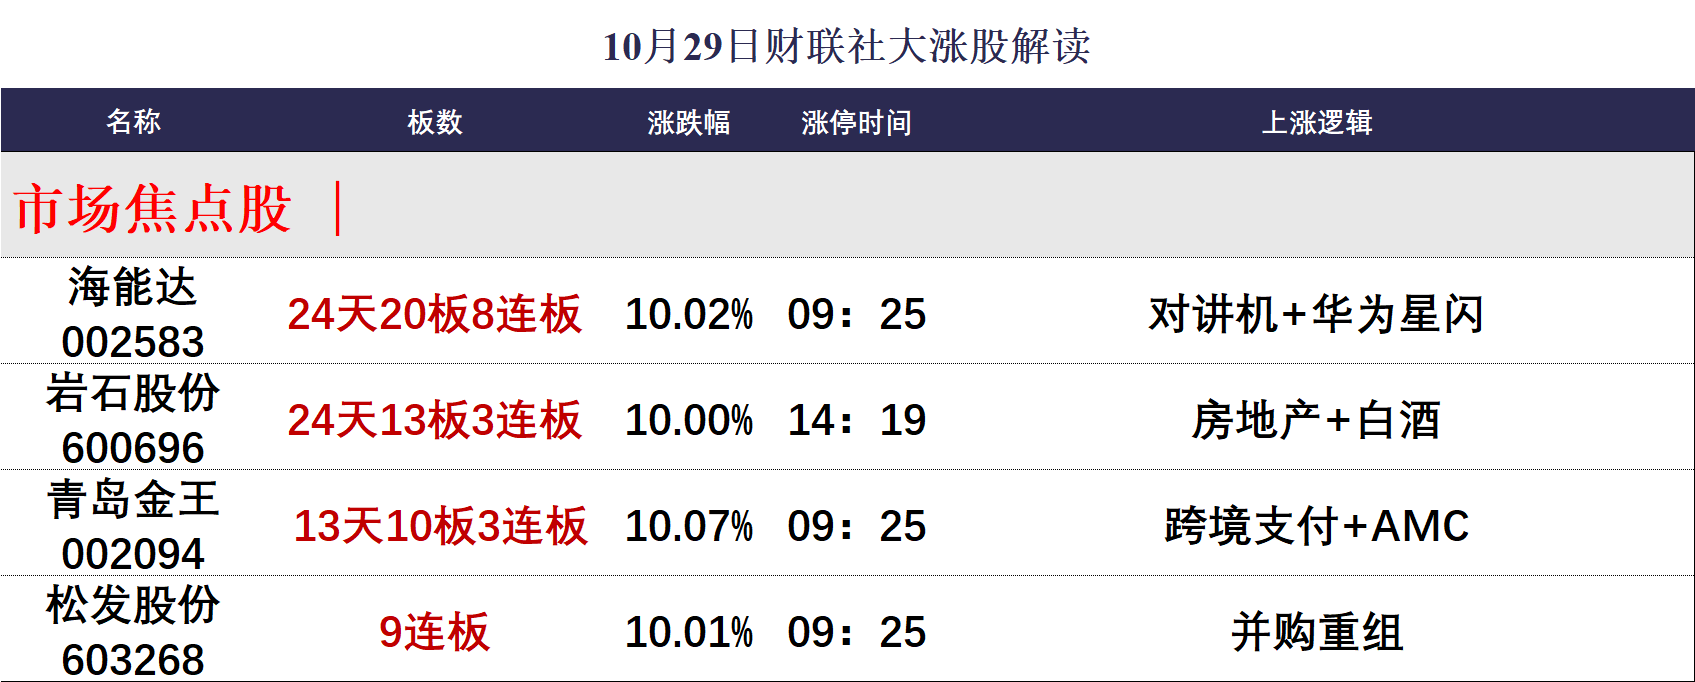 10月29日财联社大涨股解读
名称 板数 涨跌幅 涨停时间 上涨逻辑
市场焦点股 ｜
海能达
002583 24天20板8连板 10.02% 09：25 对讲机+华为星闪
岩石股份
600696 24天13板3连板 10.00% 14：19 房地产+白酒
青岛金王
002094 13天10板3连板 10.07% 09：25 跨境支付+AMC
松发股份
603268 9连板 10.01% 09：25 并购重组